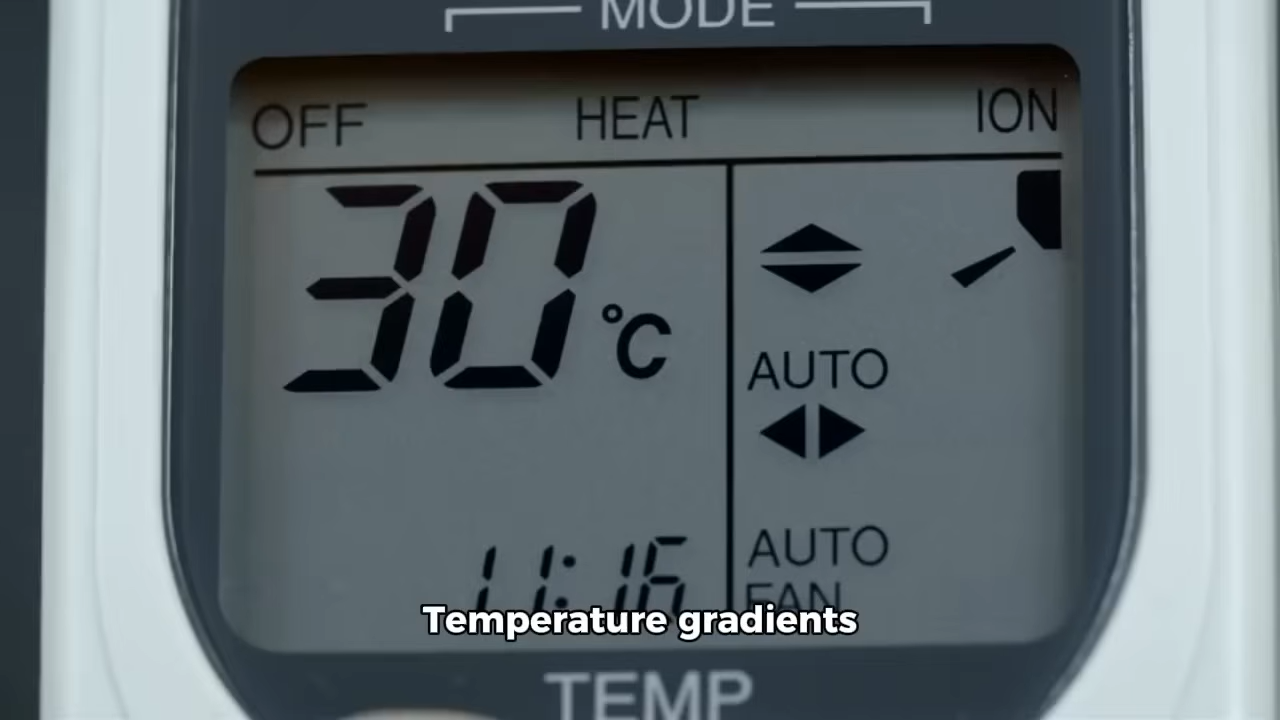 MODE
OFF HEAT ION
30 °C
AUTO
11:16
AUTO
FAN
Temperature gradients
TEMP